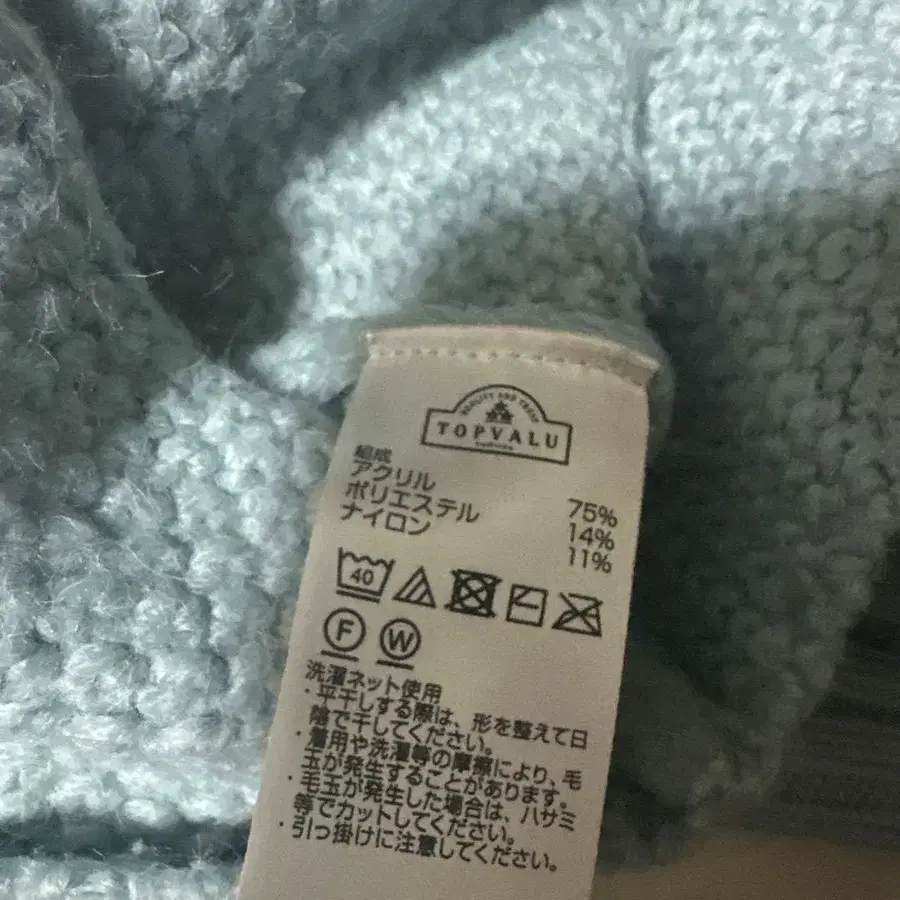 QUALITY AND TRUST
TOPVALU
組成
アクリル 75%
ポリエステル 14%
ナイロン 11%
40
F W
洗濯ネット使用
・平干しする際は、形を整えて日
陰で干してください。
・着用や洗濯等の摩擦により、毛
玉が発生することがあります。
・毛玉が発生した場合は、ハサミ
等でカットしてください。
・引っ掛けに注意してください。